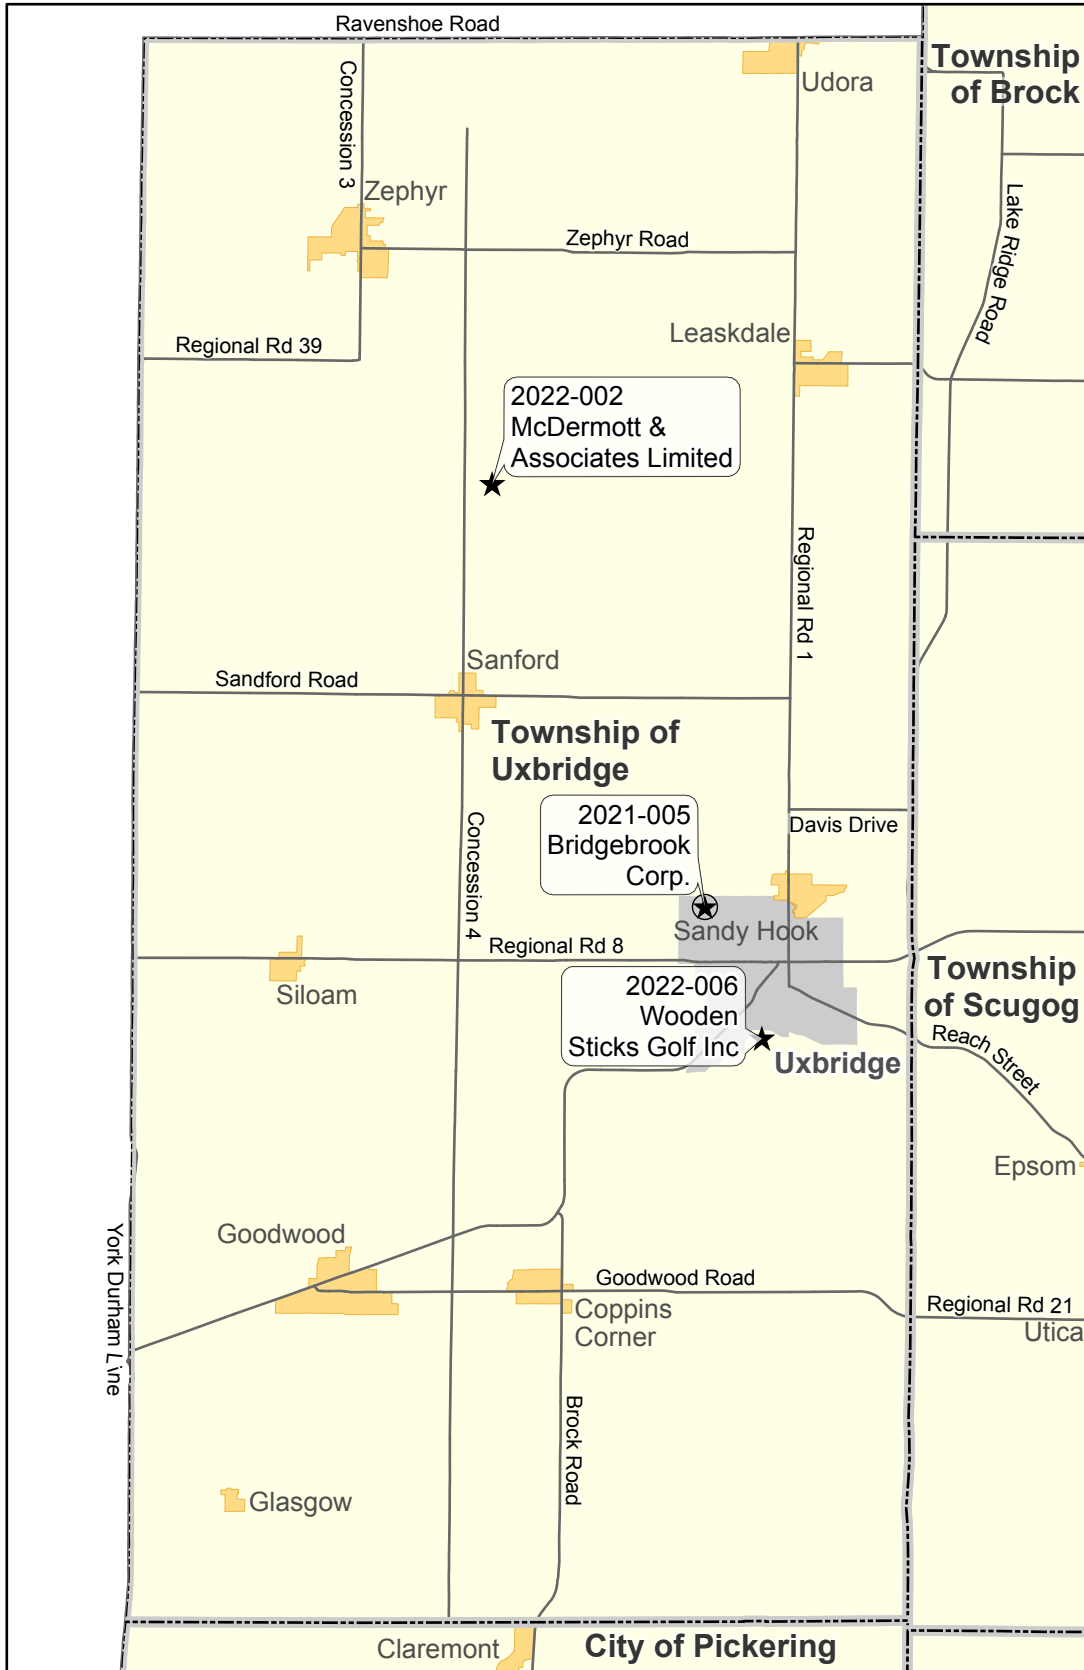 Ravenshoe Road
Township
of Brock
Udora
Concession 3
Zephyr
Lake Ridge Road
Zephyr Road
Leaskdale
Regional Rd 39
2022-002
McDermott &
Associates Limited
Regional Rd 1
Sanford
Sandford Road
Township of
Uxbridge
2021-005
Bridgebrook
Corp.
Davis Drive
Concession 4
Sandy Hook
Regional Rd 8
Siloam
Township
of Scugog
2022-006
Wooden
Sticks Golf Inc
Reach Street
Uxbridge
Epsom
York Durham Line
Goodwood
Goodwood Road
Regional Rd 21
Coppins
Corner
Utica
Brock Road
Glasgow
Claremont
City of Pickering